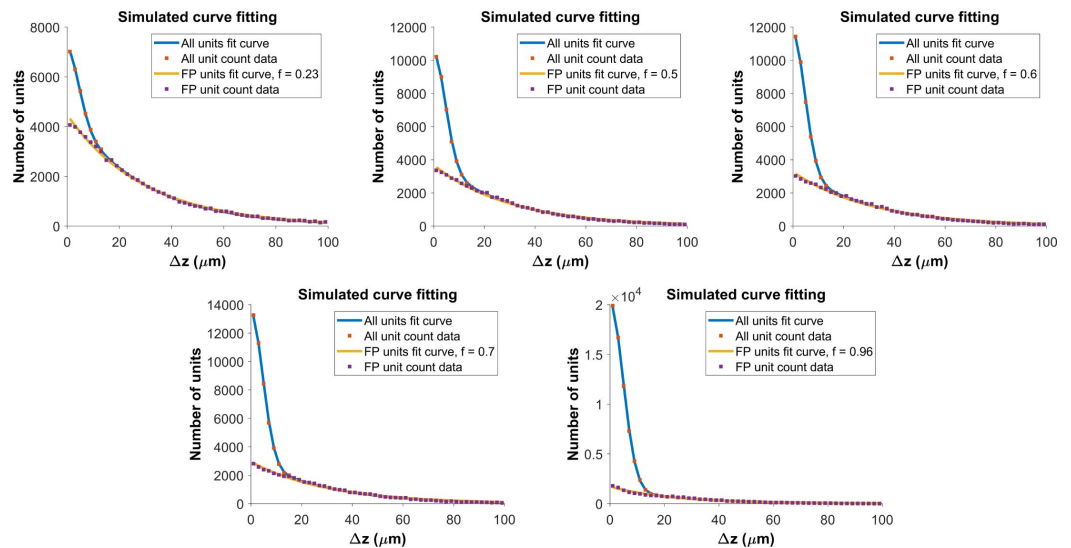 Simulated curve fitting
8000
6000
4000
2000
0
0 20 40 60 80 100
Number of units
Δz (μm)
All units fit curve
All unit count data
FP units fit curve, f = 0.23
FP unit count data
Simulated curve fitting
12000
10000
8000
6000
4000
2000
0
0 20 40 60 80 100
Number of units
Δz (μm)
All units fit curve
All unit count data
FP units fit curve, f = 0.5
FP unit count data
Simulated curve fitting
12000
10000
8000
6000
4000
2000
0
0 20 40 60 80 100
Number of units
Δz (μm)
All units fit curve
All unit count data
FP units fit curve, f = 0.6
FP unit count data
Simulated curve fitting
14000
12000
10000
8000
6000
4000
2000
0
0 20 40 60 80 100
Number of units
Δz (μm)
All units fit curve
All unit count data
FP units fit curve, f = 0.7
FP unit count data
Simulated curve fitting
× 10⁴
2
1.5
1
0.5
0
0 20 40 60 80 100
Number of units
Δz (μm)
All units fit curve
All unit count data
FP units fit curve, f = 0.96
FP unit count data